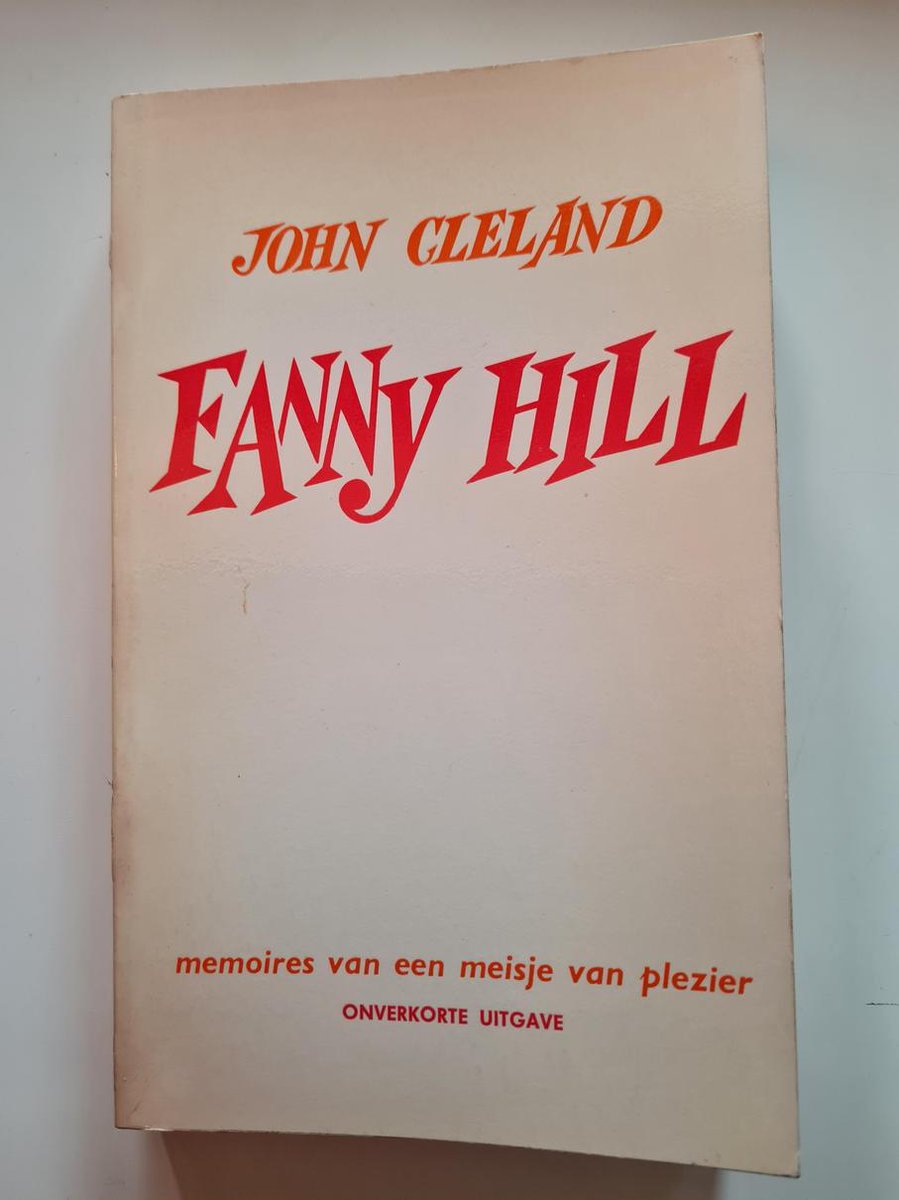 JOHN CLELAND
FANNY HILL
memoires van een meisje van plezier
ONVERKORTE UITGAVE